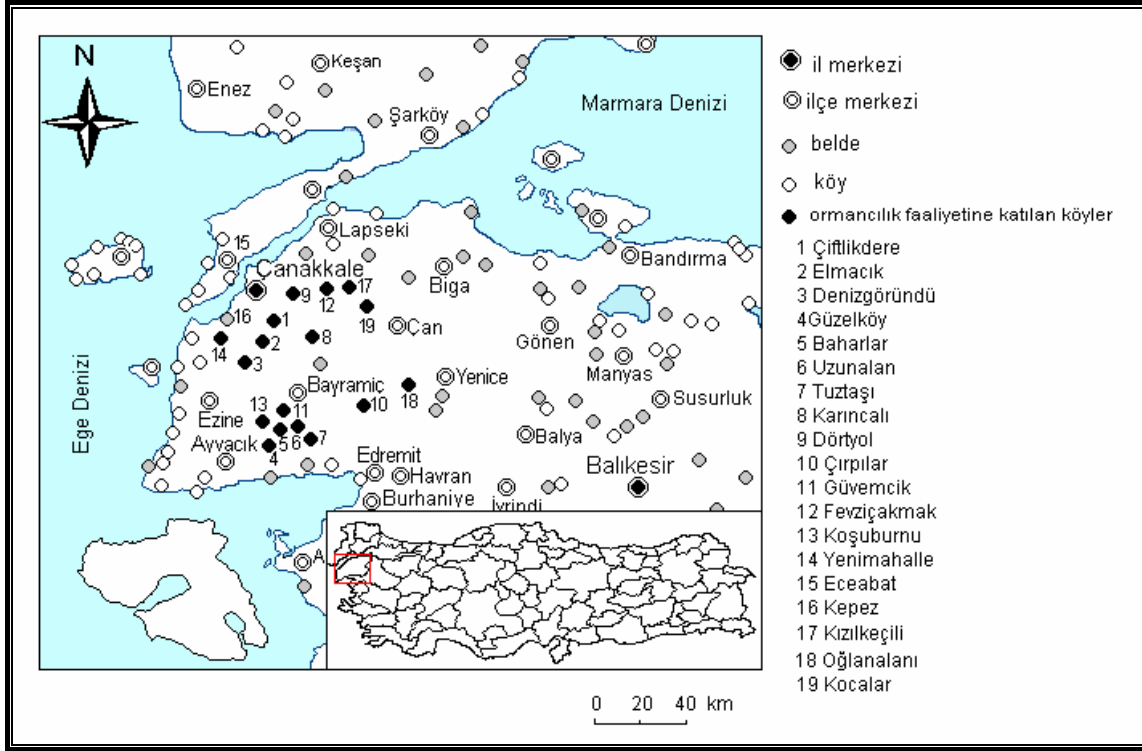 N
Keşan
Enez
Marmara Denizi
Şarköy
Lapseki
15
Çanakkale
Bandırma
Biga
9
12
17
16
1
19
Çan
Gönen
14
2
8
3
Manyas
Ege Denizi
Bayramiç
Yenice
18
10
Ezine
13
11
Susurluk
Ayvacık
5
6
7
4
Balya
Edremit
Havran
Balıkesir
Burhaniye
İvrindi
A
il merkezi
ilçe merkezi
belde
köy
ormancılık faaliyetine katılan köyler
1 Çiftlikdere
2 Elmacık
3 Denizgöründü
4Güzelköy
5 Baharlar
6 Uzunalan
7 Tuztaşı
8 Karıncalı
9 Dörtyol
10 Çırpılar
11 Güvemcik
12 Fevziçakmak
13 Koşuburnu
14 Yenimahalle
15 Eceabat
16 Kepez
17 Kızılkeçili
18 Oğlanalanı
19 Kocalar
0 20 40 km